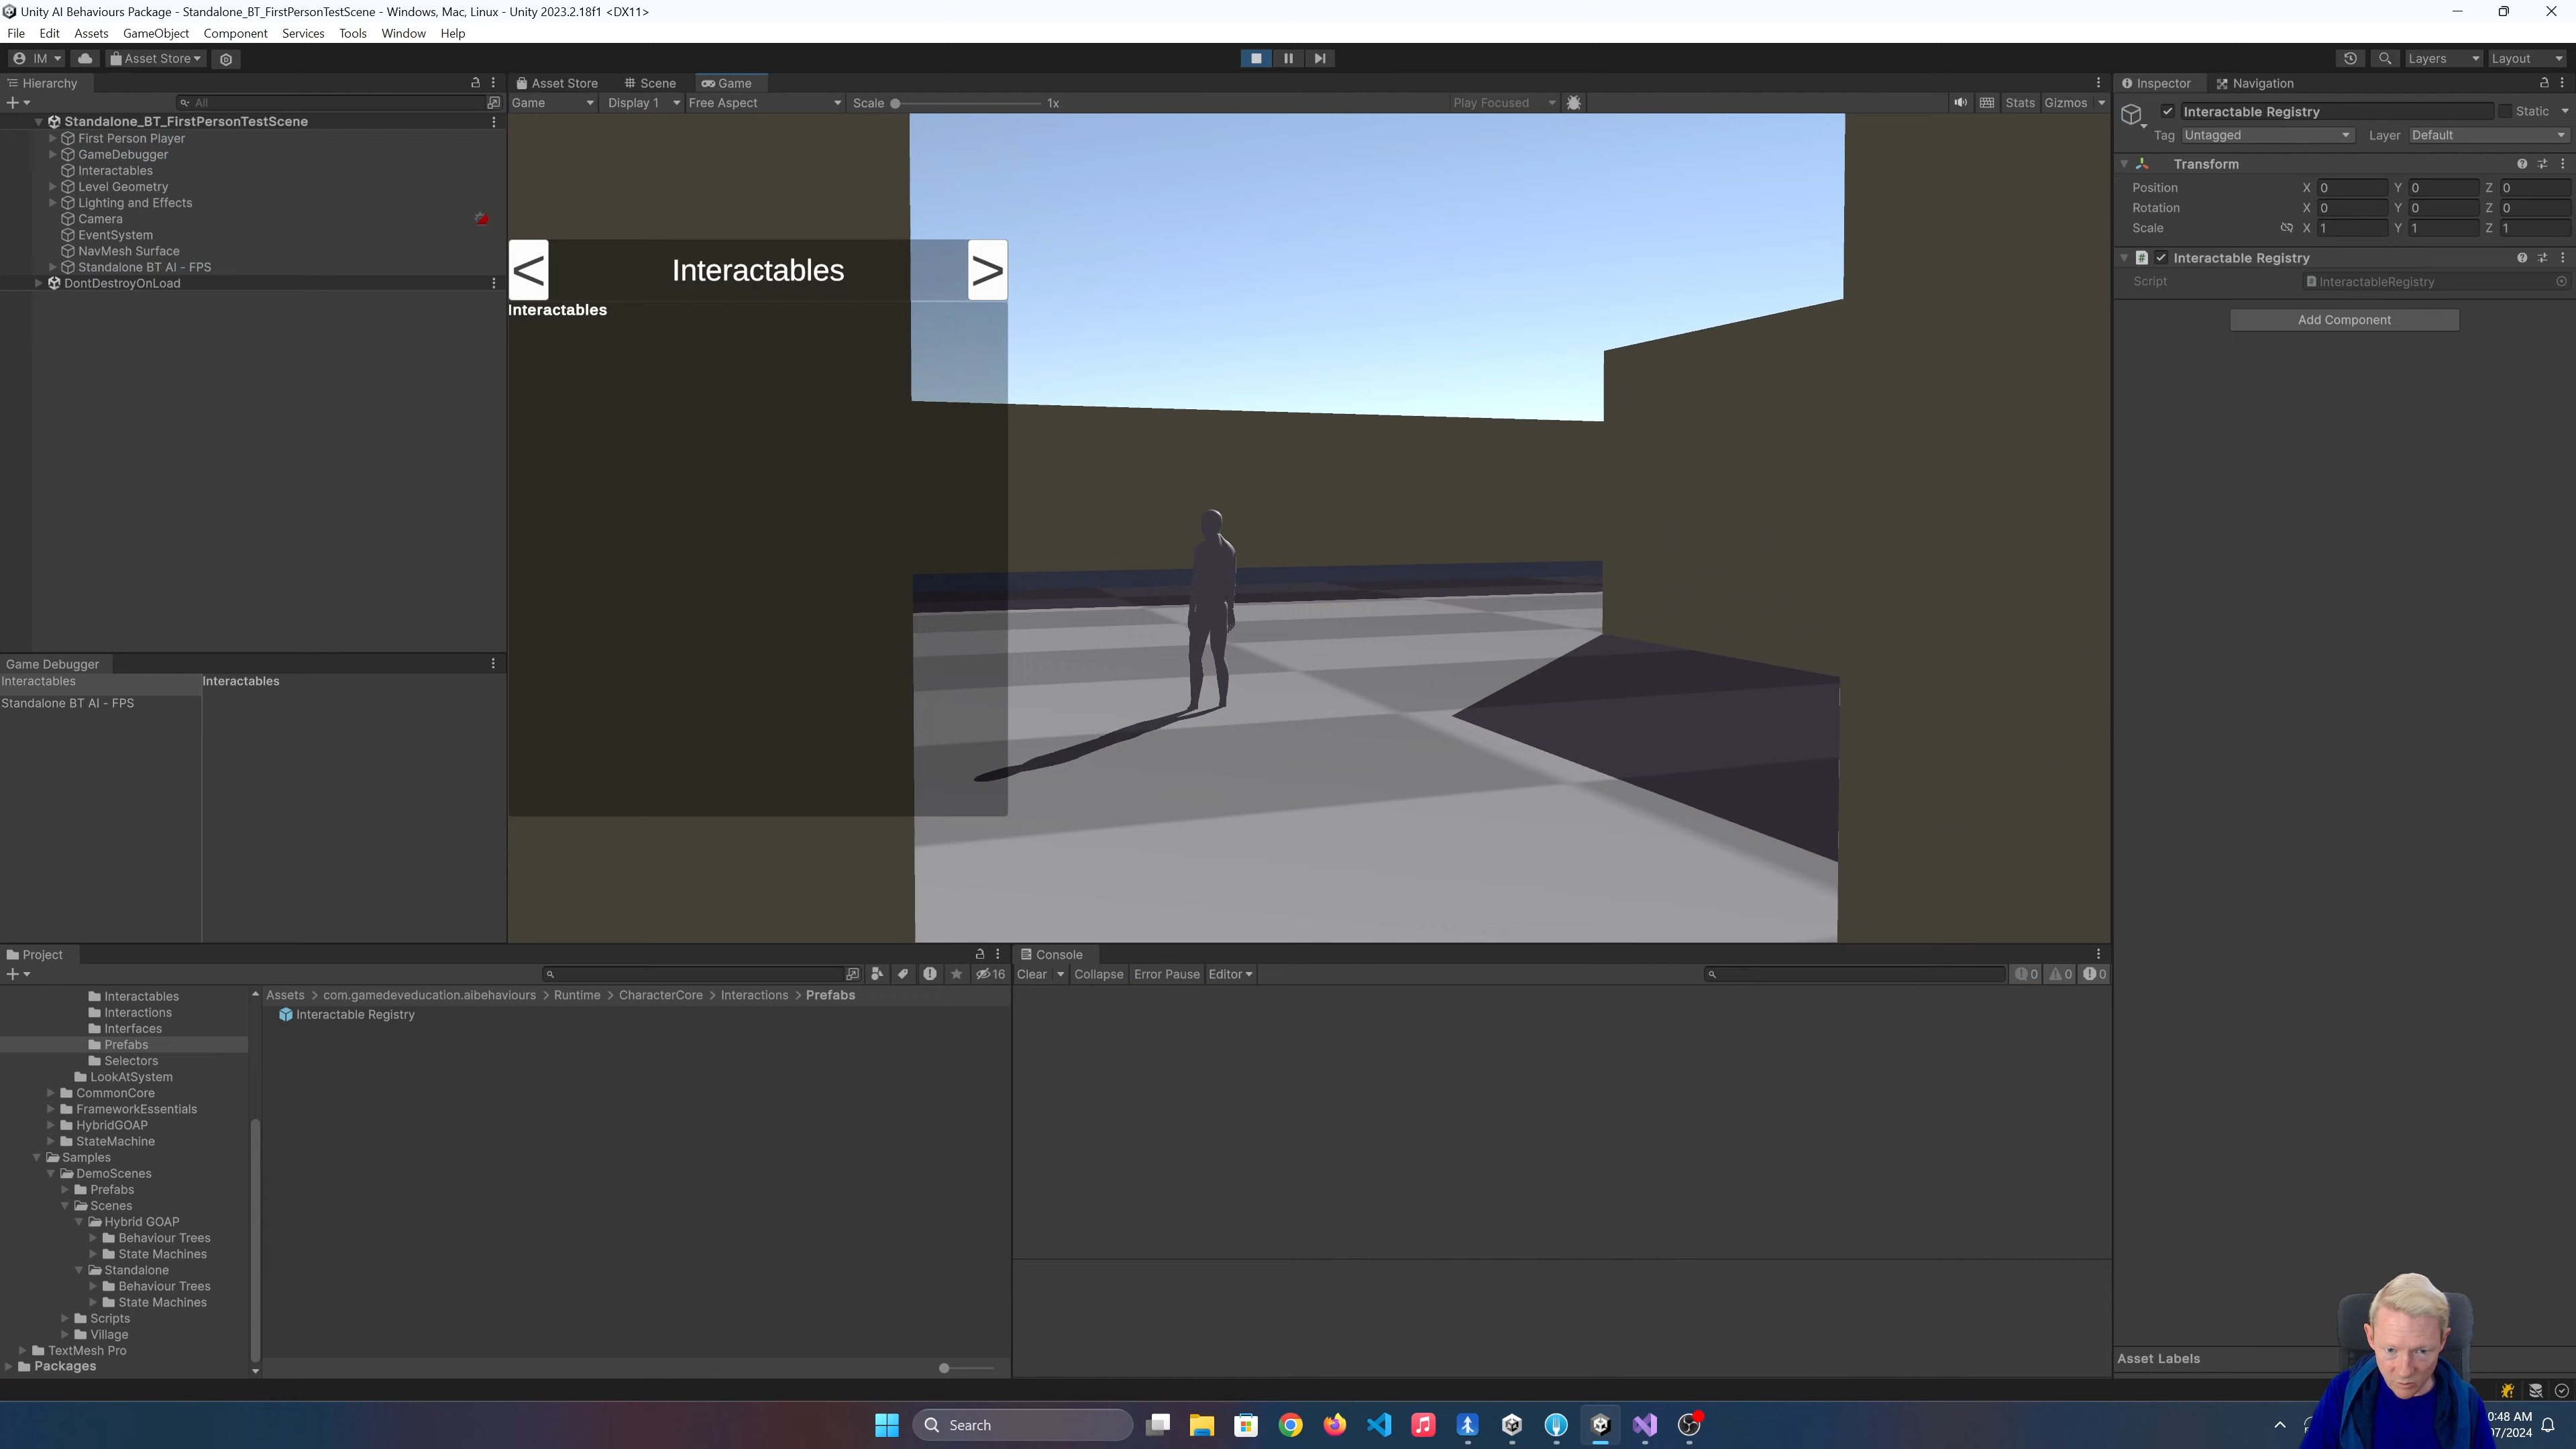 Unity AI Behaviours Package - Standalone_BT_FirstPersonTestScene - Windows, Mac, Linux - Unity 2023.2.18f1 <DX11>
File Edit Assets GameObject Component Services Tools Window Help
IM Asset Store Layers Layout
Hierarchy
All
Standalone_BT_FirstPersonTestScene
First Person Player
GameDebugger
Interactables
Level Geometry
Lighting and Effects
Camera
EventSystem
NavMesh Surface
Standalone BT AI - FPS
DontDestroyOnLoad
Game Debugger
Interactables Interactables
Standalone BT AI - FPS
Asset Store Scene Game
Game Display 1 Free Aspect Scale 1x Play Focused Stats Gizmos
< Interactables >
Interactables
Inspector Navigation
Interactable Registry Static
Tag Untagged Layer Default
Transform
Position X 0 Y 0 Z 0
Rotation X 0 Y 0 Z 0
Scale X 1 Y 1 Z 1
Interactable Registry
Script InteractableRegistry
Add Component
Asset Labels
Project
16
Interactables
Interactions
Interfaces
Prefabs
Selectors
LookAtSystem
CommonCore
FrameworkEssentials
HybridGOAP
StateMachine
Samples
DemoScenes
Prefabs
Scenes
Hybrid GOAP
Behaviour Trees
State Machines
Standalone
Behaviour Trees
State Machines
Scripts
Village
TextMesh Pro
Packages
Assets > com.gamedeveducation.aibehaviours > Runtime > CharacterCore > Interactions > Prefabs
Interactable Registry
Console
Clear Collapse Error Pause Editor 0 0 0
Search
0:48 AM
07/2024